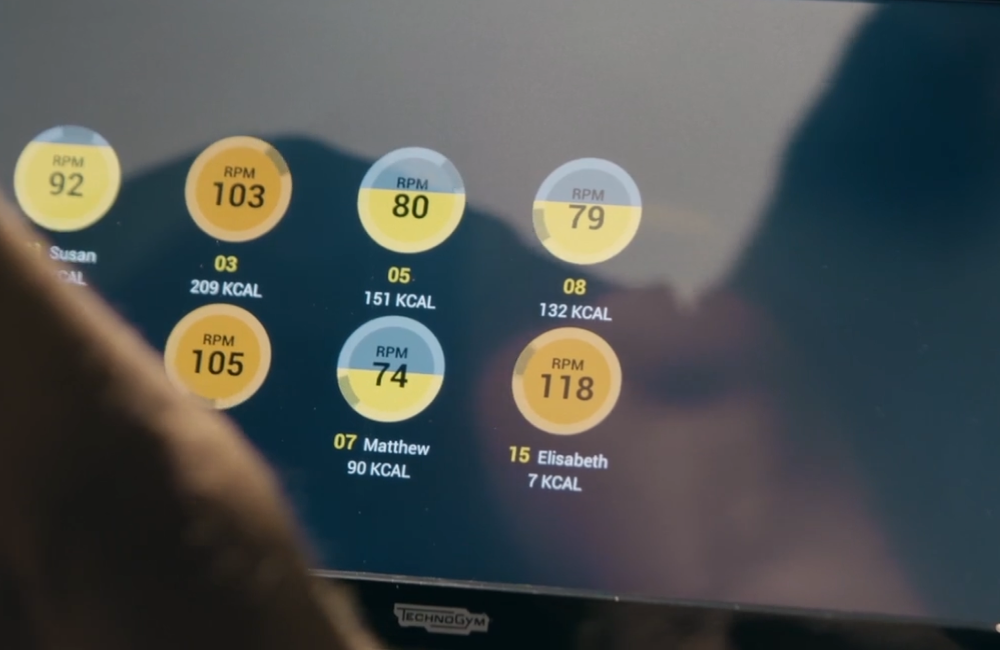 RPM
92
Susan
RPM
103
03
209 KCAL
RPM
80
05
151 KCAL
RPM
79
08
132 KCAL
RPM
105
RPM
74
07 Matthew
90 KCAL
RPM
118
15 Elisabeth
7 KCAL
TECHNOGYM